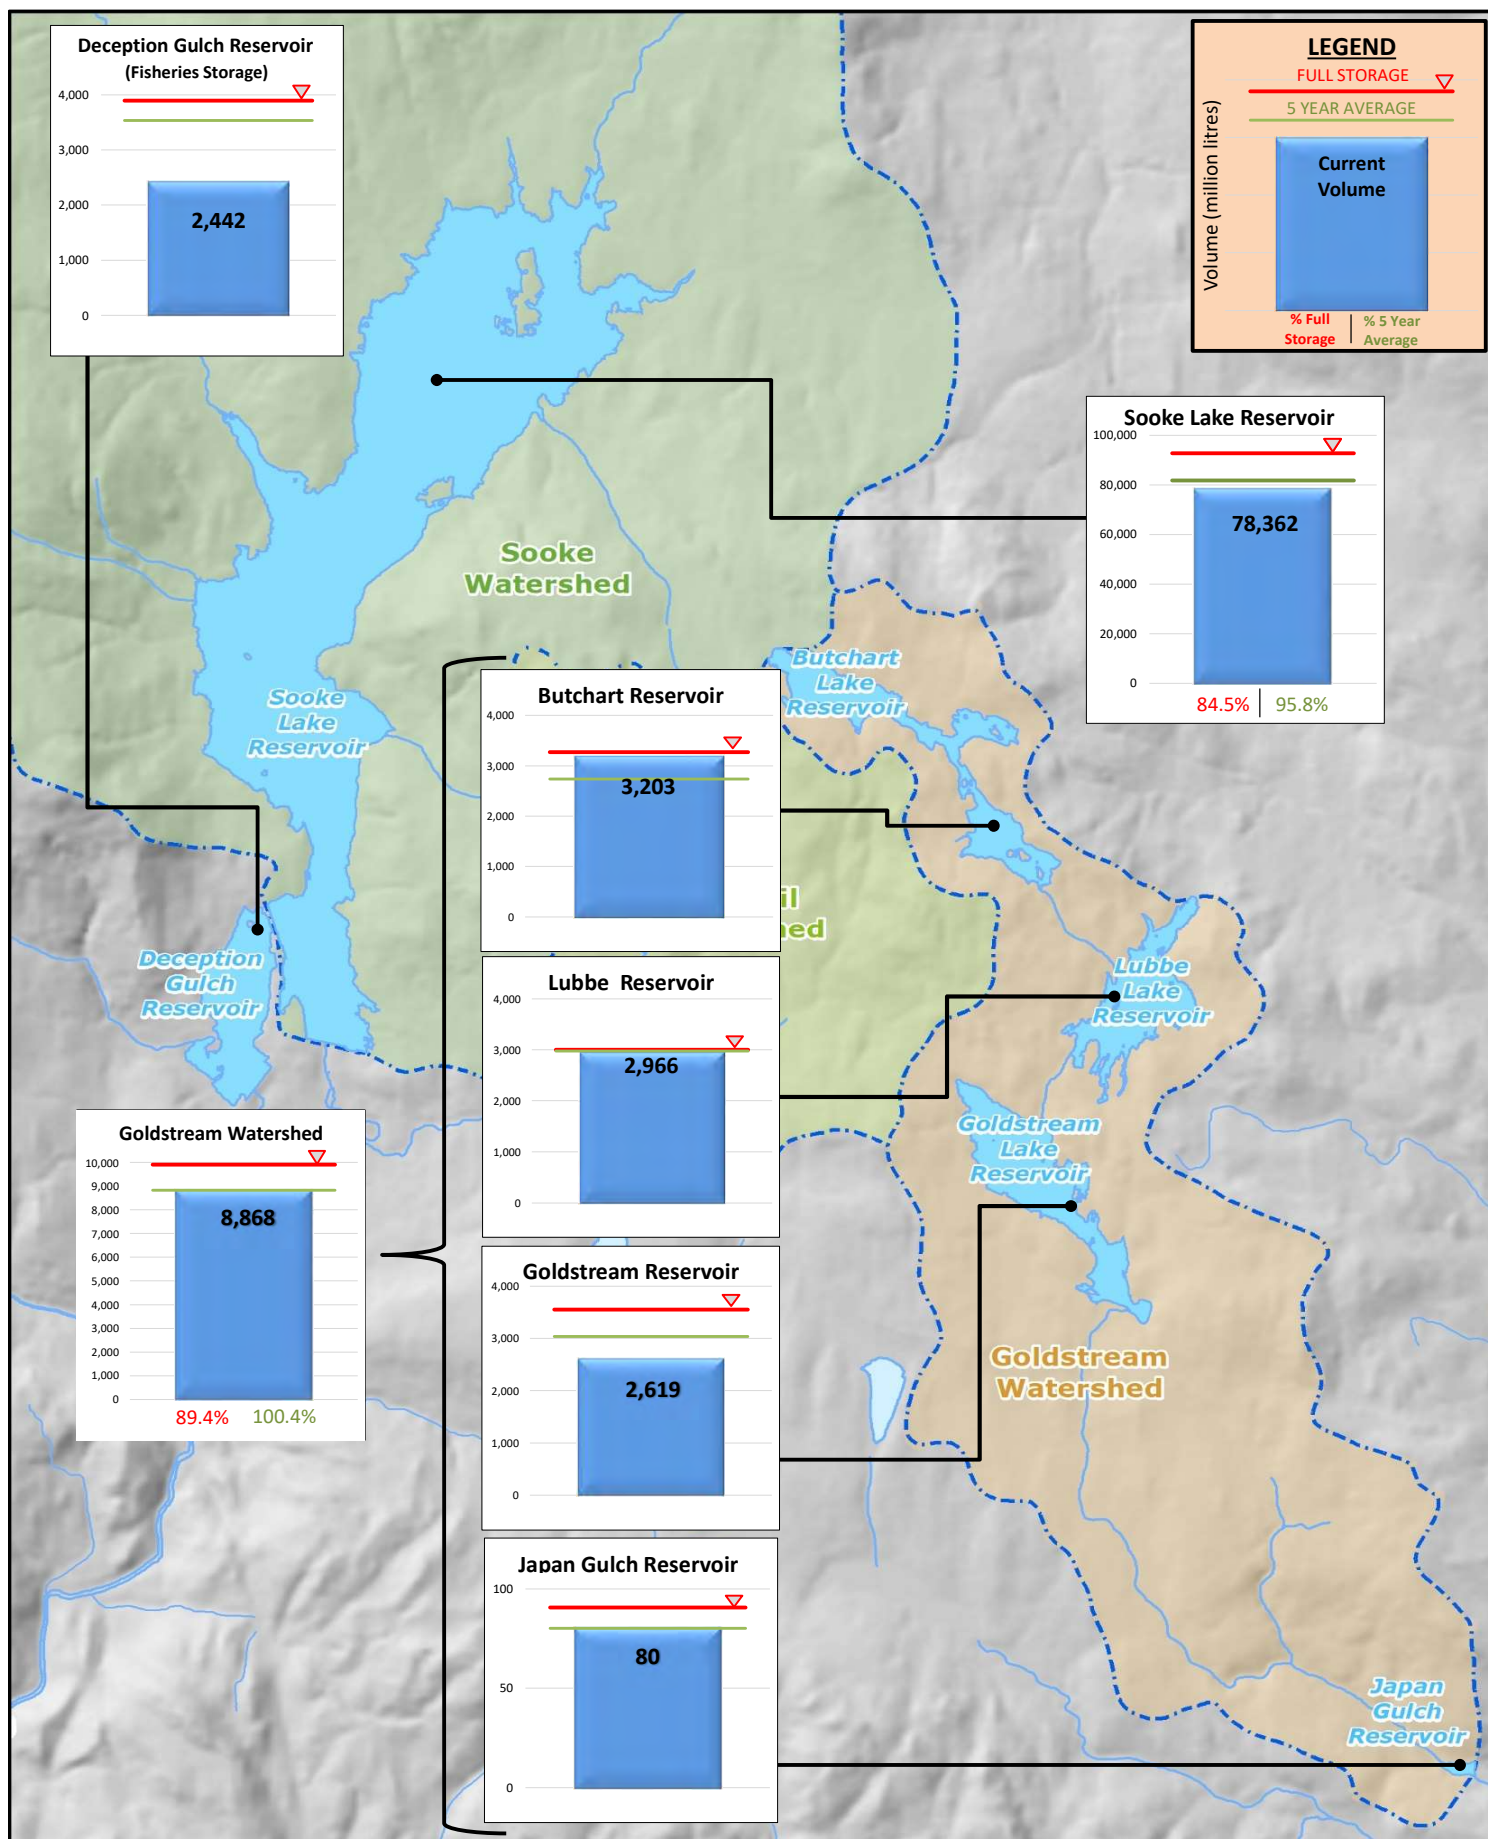 Deception Gulch Reservoir
(Fisheries Storage)
4,000
3,000
2,000
1,000
0
2,442
LEGEND
FULL STORAGE
5 YEAR AVERAGE
Volume (million litres)
Current
Volume
% Full
Storage
% 5 Year
Average
Sooke Lake Reservoir
100,000
80,000
60,000
40,000
20,000
0
78,362
84.5% 95.8%
Sooke
Watershed
Butchart
Lake
Reservoir
Sooke
Lake
Reservoir
Butchart Reservoir
4,000
3,000
2,000
1,000
0
3,203
il
ed
Deception
Gulch
Reservoir
Lubbe Reservoir
4,000
3,000
2,000
1,000
0
2,966
Lubbe
Lake
Reservoir
Goldstream Watershed
10,000
9,000
8,000
7,000
6,000
5,000
4,000
3,000
2,000
1,000
0
8,868
89.4% 100.4%
Goldstream
Lake
Reservoir
Goldstream Reservoir
4,000
3,000
2,000
1,000
0
2,619
Goldstream
Watershed
Japan Gulch Reservoir
100
50
0
80
Japan
Gulch
Reservoir